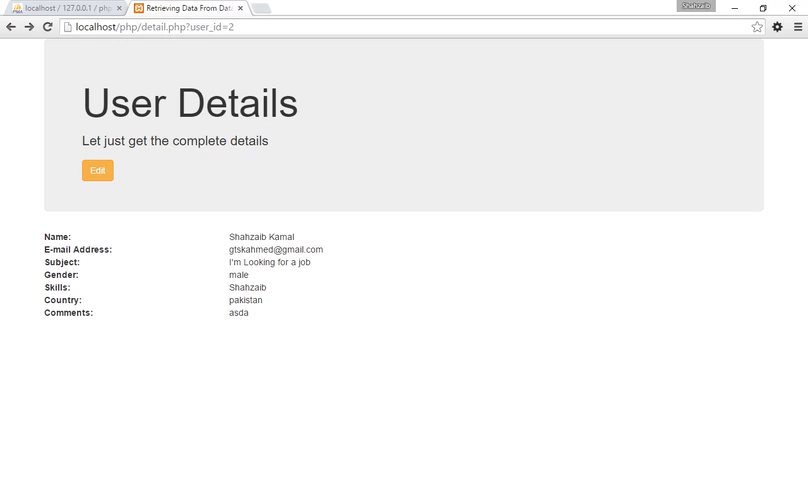 Shahzaib
localhost / 127.0.0.1 / php
Retrieving Data From Data
localhost/php/detail.php?user_id=2
User Details
Let just get the complete details
Edit
Name: Shahzaib Kamal
E-mail Address: gtskahmed@gmail.com
Subject: I'm Looking for a job
Gender: male
Skills: Shahzaib
Country: pakistan
Comments: asda